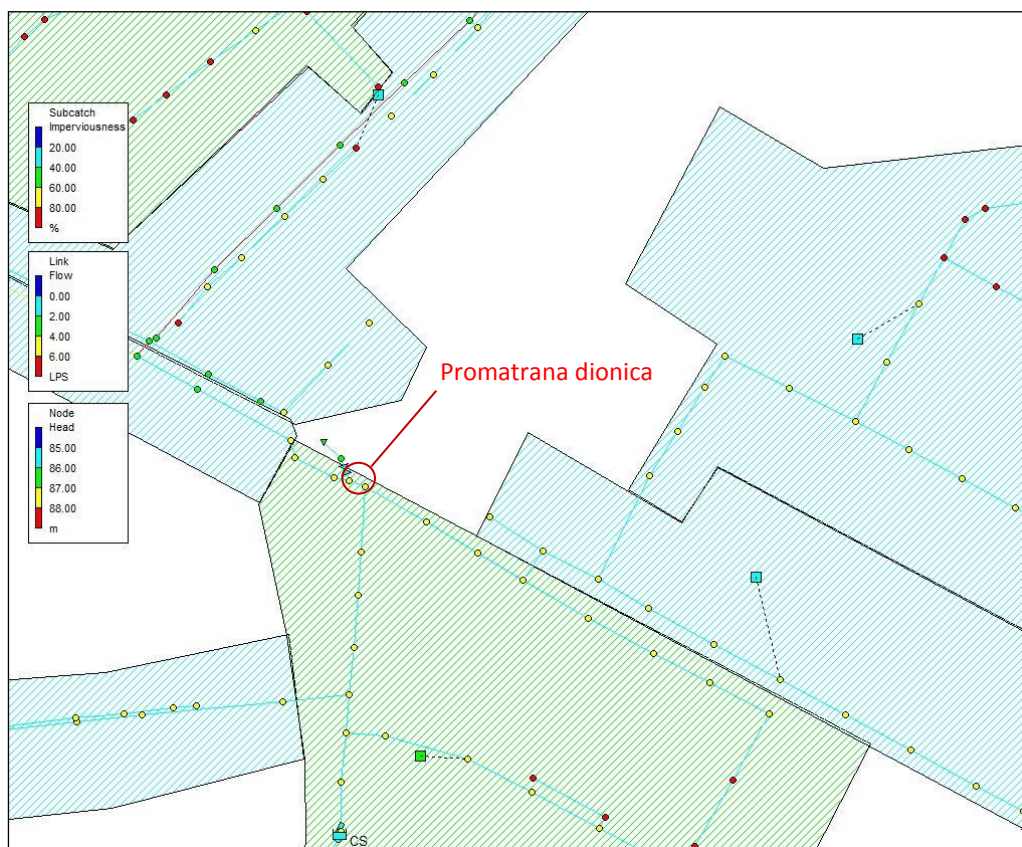 Subcatch
Imperviousness
20.00
40.00
60.00
80.00
%
Link
Flow
0.00
2.00
4.00
6.00
LPS
Promatrana dionica
Node
Head
85.00
86.00
87.00
88.00
m
CS